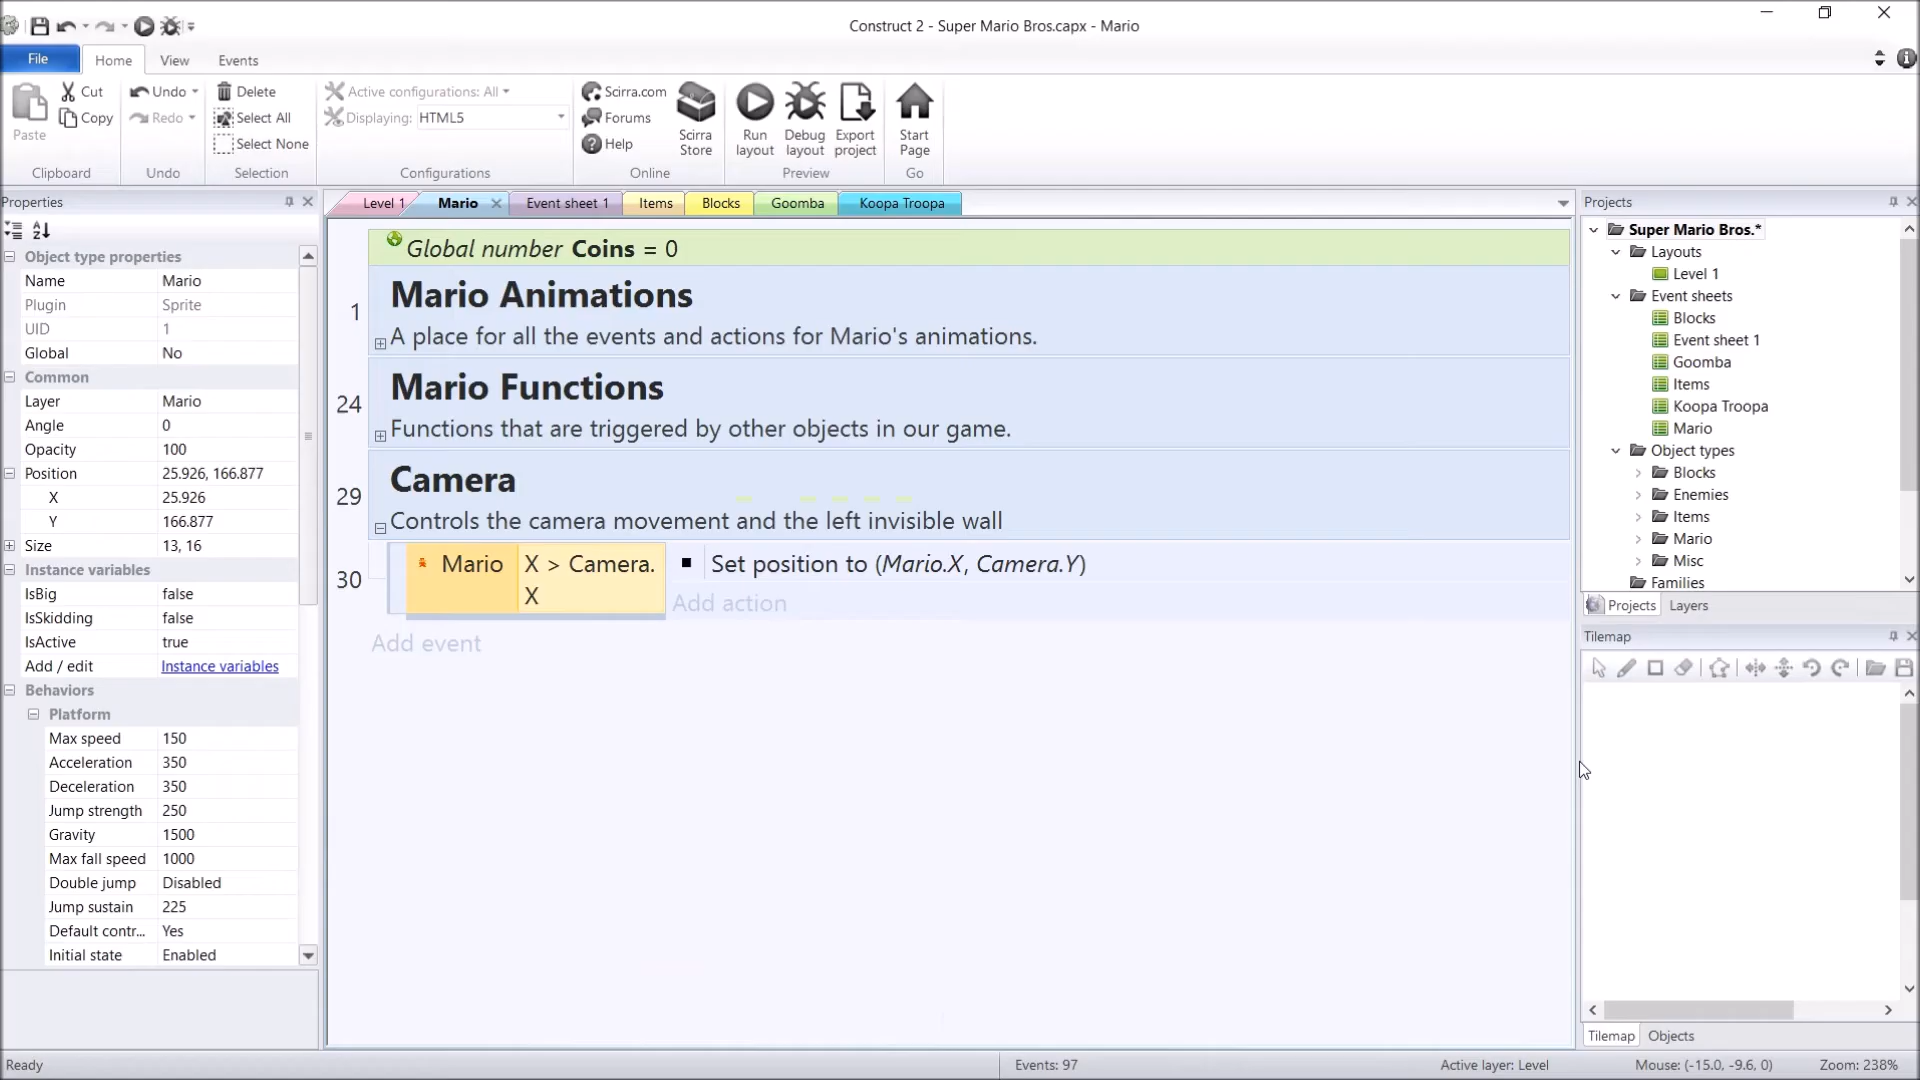 Construct 2 - Super Mario Bros.capx - Mario
File
Home
View
Events
Paste
Cut
Copy
Clipboard
Undo
Redo
Undo
Delete
Select All
Select None
Selection
Active configurations: All
Displaying: HTML5
Configurations
Scirra.com
Forums
Help
Scirra Store
Online
Run layout
Debug layout
Export project
Preview
Start Page
Go
Properties
Object type properties
Name Mario
Plugin Sprite
UID 1
Global No
Common
Layer Mario
Angle 0
Opacity 100
Position 25.926, 166.877
X 25.926
Y 166.877
Size 13, 16
Instance variables
IsBig false
IsSkidding false
IsActive true
Add / edit Instance variables
Behaviors
Platform
Max speed 150
Acceleration 350
Deceleration 350
Jump strength 250
Gravity 1500
Max fall speed 1000
Double jump Disabled
Jump sustain 225
Default contr... Yes
Initial state Enabled
Level 1
Mario
Event sheet 1
Items
Blocks
Goomba
Koopa Troopa
Global number Coins = 0
1
Mario Animations
A place for all the events and actions for Mario's animations.
24
Mario Functions
Functions that are triggered by other objects in our game.
29
Camera
Controls the camera movement and the left invisible wall
30
Mario
X > Camera.
X
Set position to (Mario.X, Camera.Y)
Add action
Add event
Projects
Super Mario Bros.*
Layouts
Level 1
Event sheets
Blocks
Event sheet 1
Goomba
Items
Koopa Troopa
Mario
Object types
Blocks
Enemies
Items
Mario
Misc
Families
Projects
Layers
Tilemap
Tilemap
Objects
Ready
Events: 97
Active layer: Level
Mouse: (-15.0, -9.6, 0)
Zoom: 238%